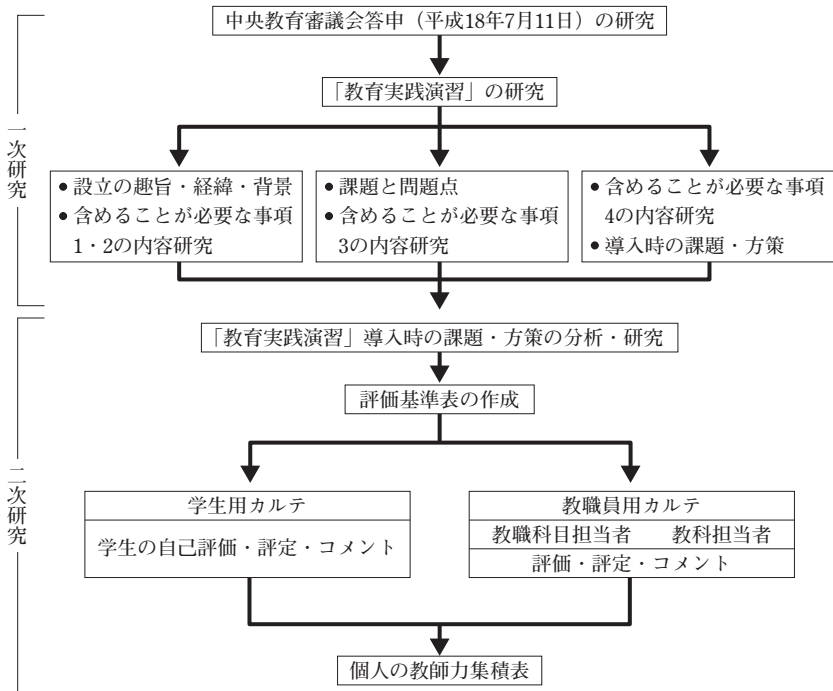 中央教育審議会答申（平成18年7月11日）の研究
「教育実践演習」の研究
一次研究
●設立の趣旨・経緯・背景
●含めることが必要な事項
1・2の内容研究
●課題と問題点
●含めることが必要な事項
3の内容研究
●含めることが必要な事項
4の内容研究
●導入時の課題・方策
二次研究
「教育実践演習」導入時の課題・方策の分析・研究
評価基準表の作成
学生用カルテ
学生の自己評価・評定・コメント
教職員用カルテ
教職科目担当者　教科担当者
評価・評定・コメント
個人の教師力集積表